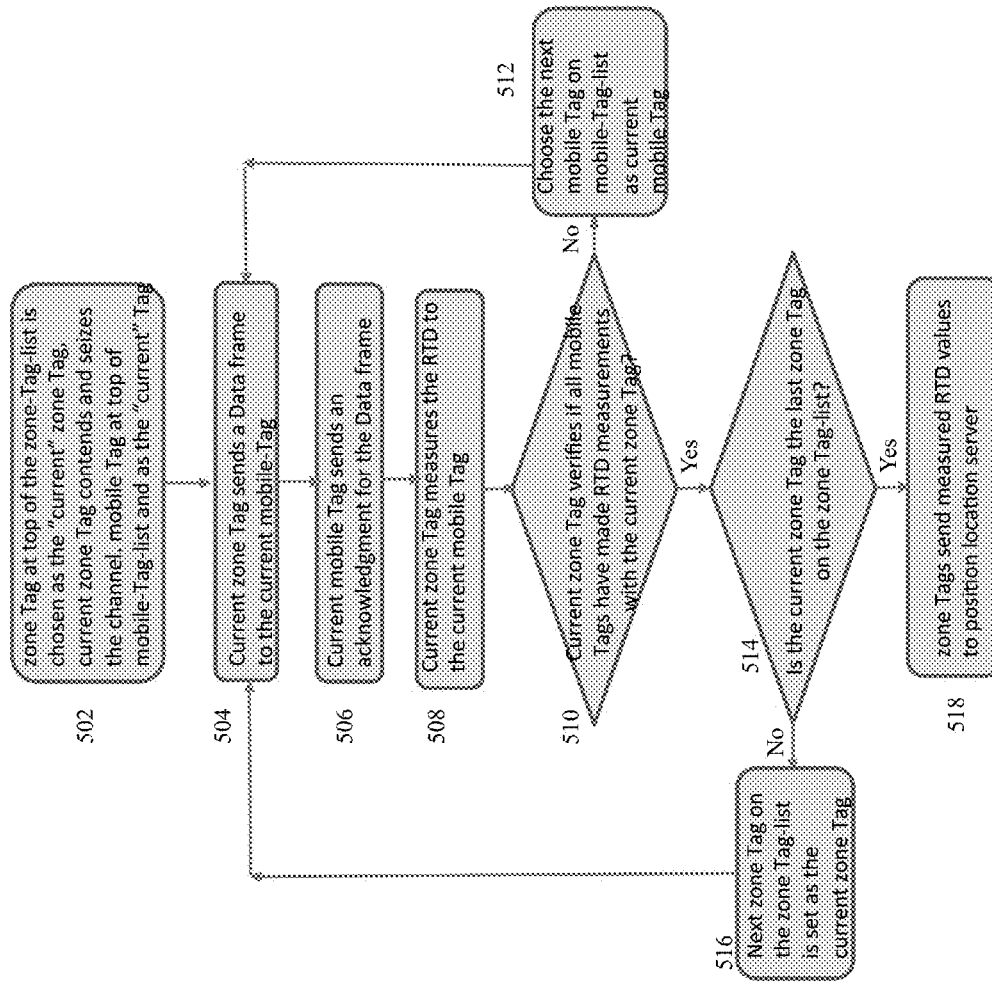 502
zone Tag at top of the zone-Tag-list is
chosen as the "current" zone Tag,
current zone Tag contends and seizes
the channel. mobile Tag at top of
mobile-Tag-list and as the "current" Tag
504
Current zone Tag sends a Data frame
to the current mobile-Tag
506
Current mobile Tag sends an
acknowledgment for the Data frame
508
Current zone Tag measures the RTD to
the current mobile Tag
510
Current zone Tag verifies if all mobile
Tags have made RTD measurements
with the current zone Tag?
No
512
Choose the next
mobile Tag on
mobile-Tag-list
as current
mobile Tag
Yes
514
Is the current zone Tag the last zone Tag
on the zone Tag-list?
No
516
Next zone Tag on
the zone Tag-list
is set as the
current zone Tag
Yes
518
zone Tags send measured RTD values
to position location server